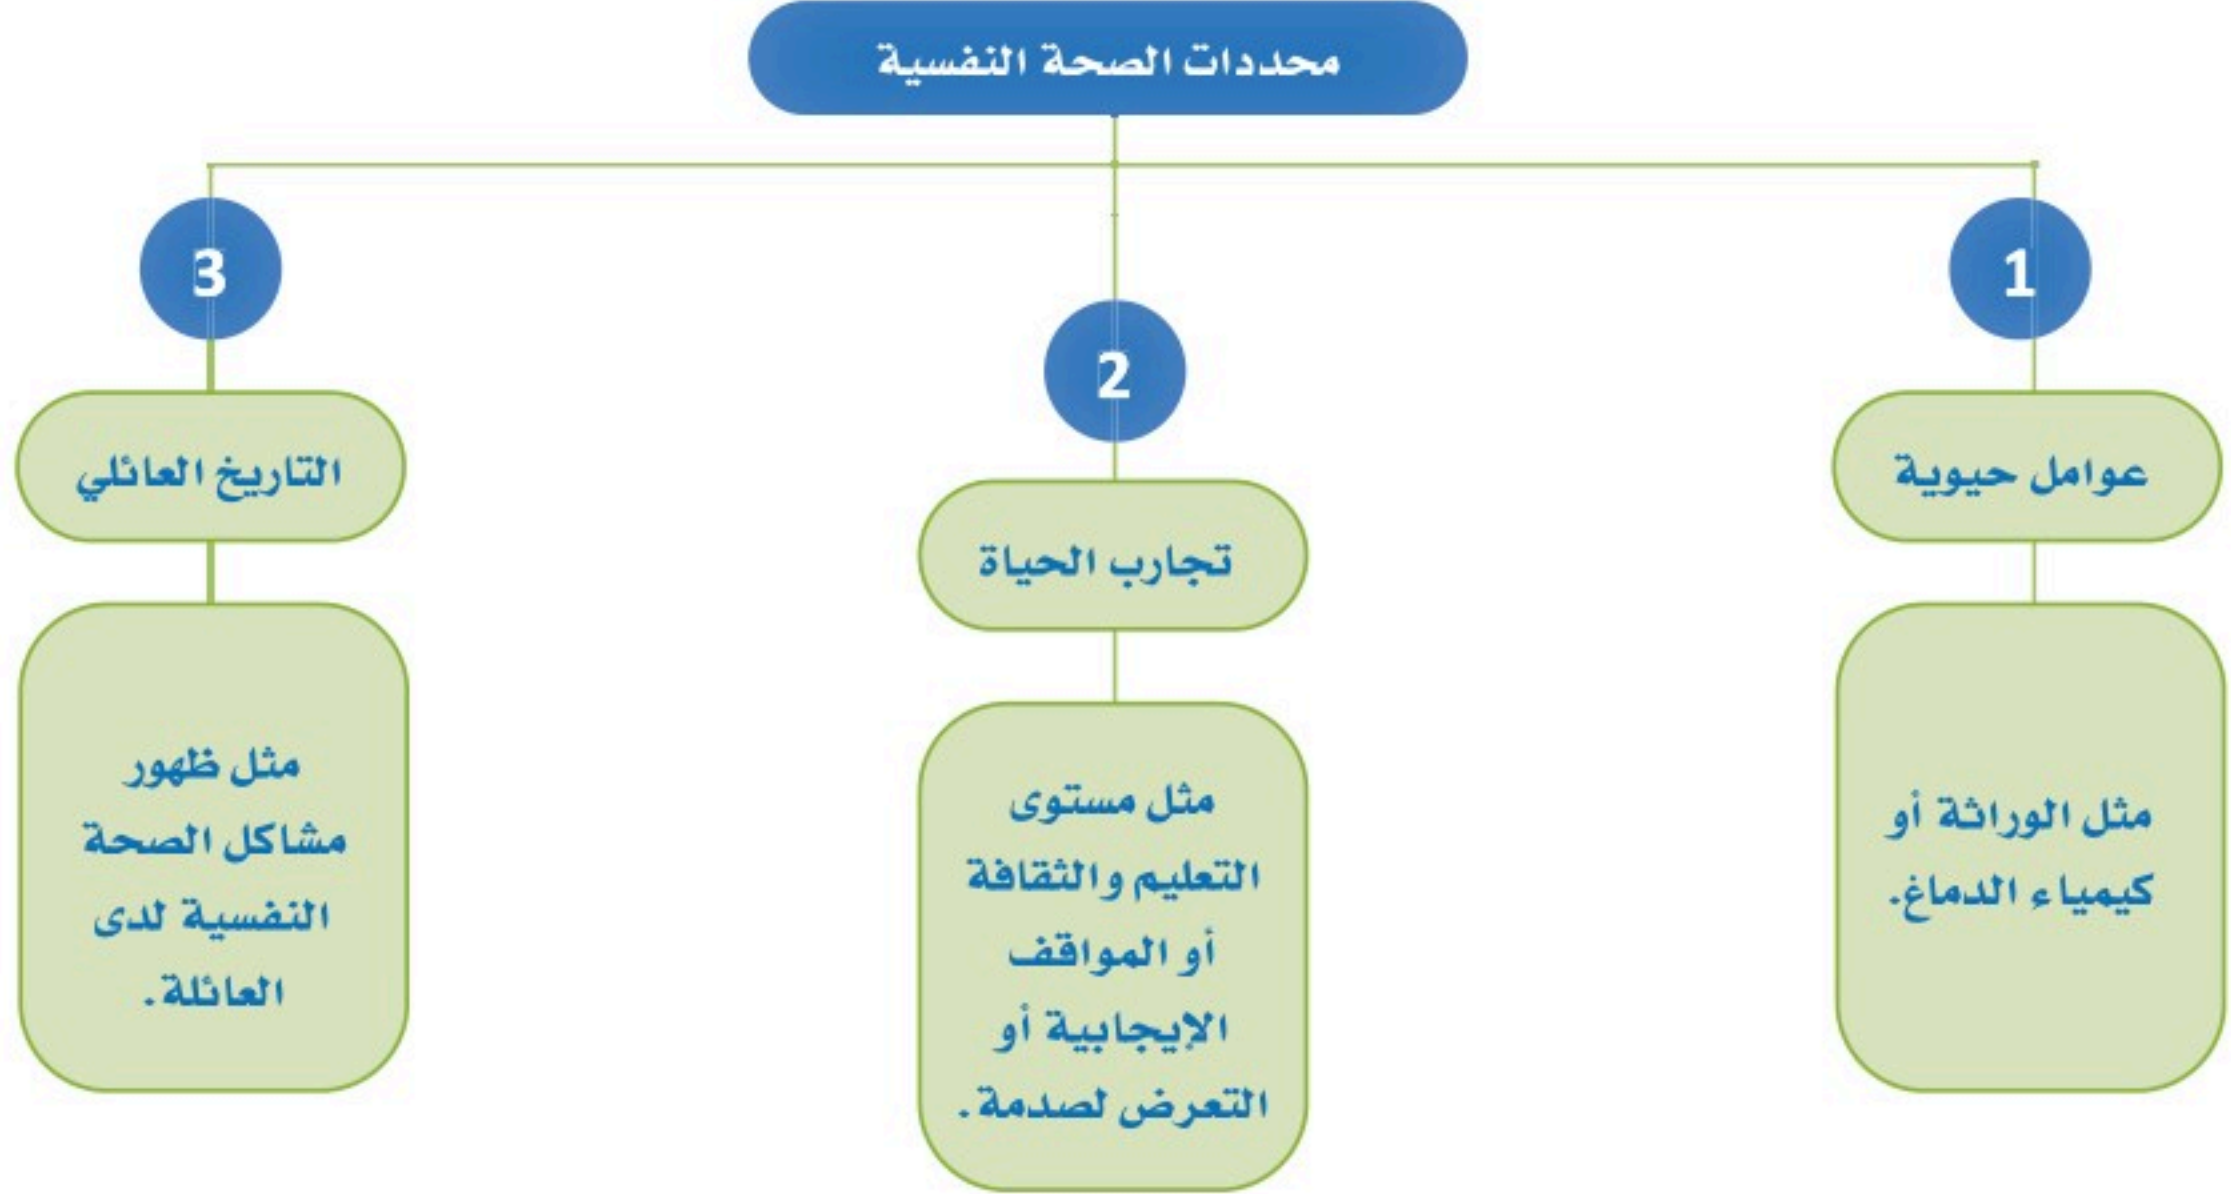 محددات الصحة النفسية
1
عوامل حيوية
مثل الوراثة أو
كيمياء الدماغ.
2
تجارب الحياة
مثل مستوى
التعليم والثقافة
أو المواقف
الإيجابية أو
التعرض لصدمة.
3
التاريخ العائلي
مثل ظهور
مشاكل الصحة
النفسية لدى
العائلة.